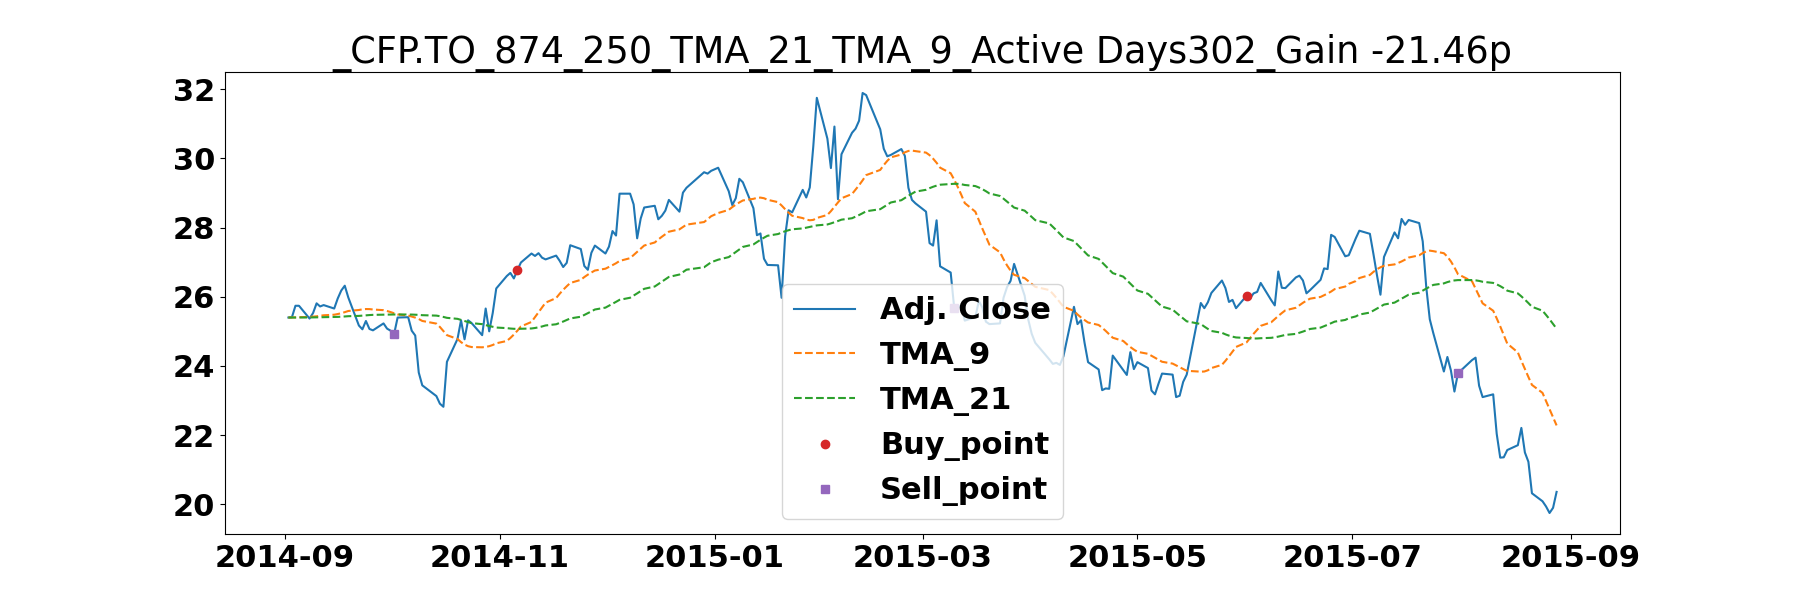 _CFP.TO_874_250_TMA_21_TMA_9_Active Days302_Gain -21.46p
32
30
28
26
24
22
20
Adj. Close
TMA_9
TMA_21
Buy_point
Sell_point
2014-09 2014-11 2015-01 2015-03 2015-05 2015-07 2015-09